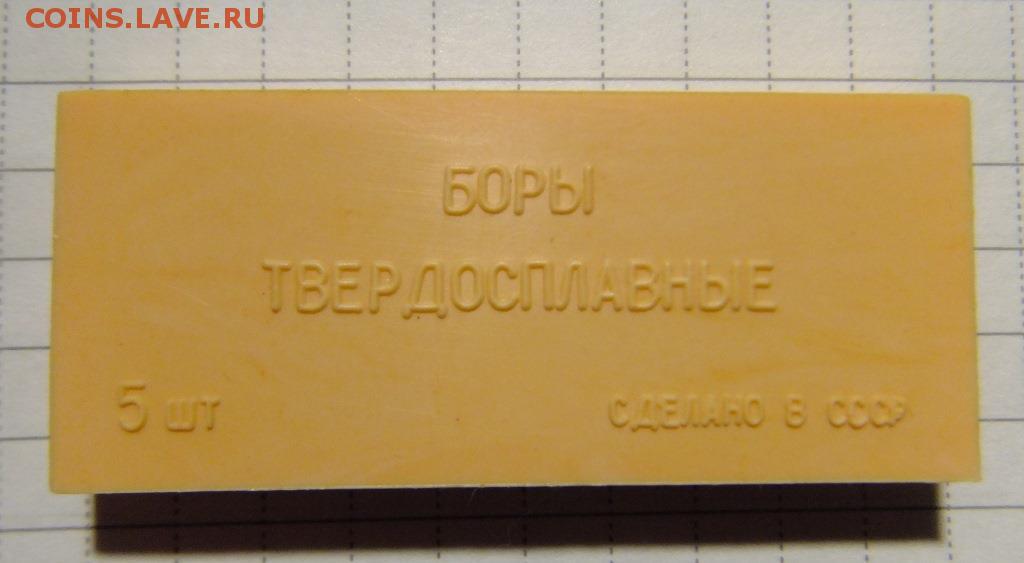 COINS.LAVE.RU
БОРЫ
ТВЕРДОСПЛАВНЫЕ
5 шт
СДЕЛАНО В СССР